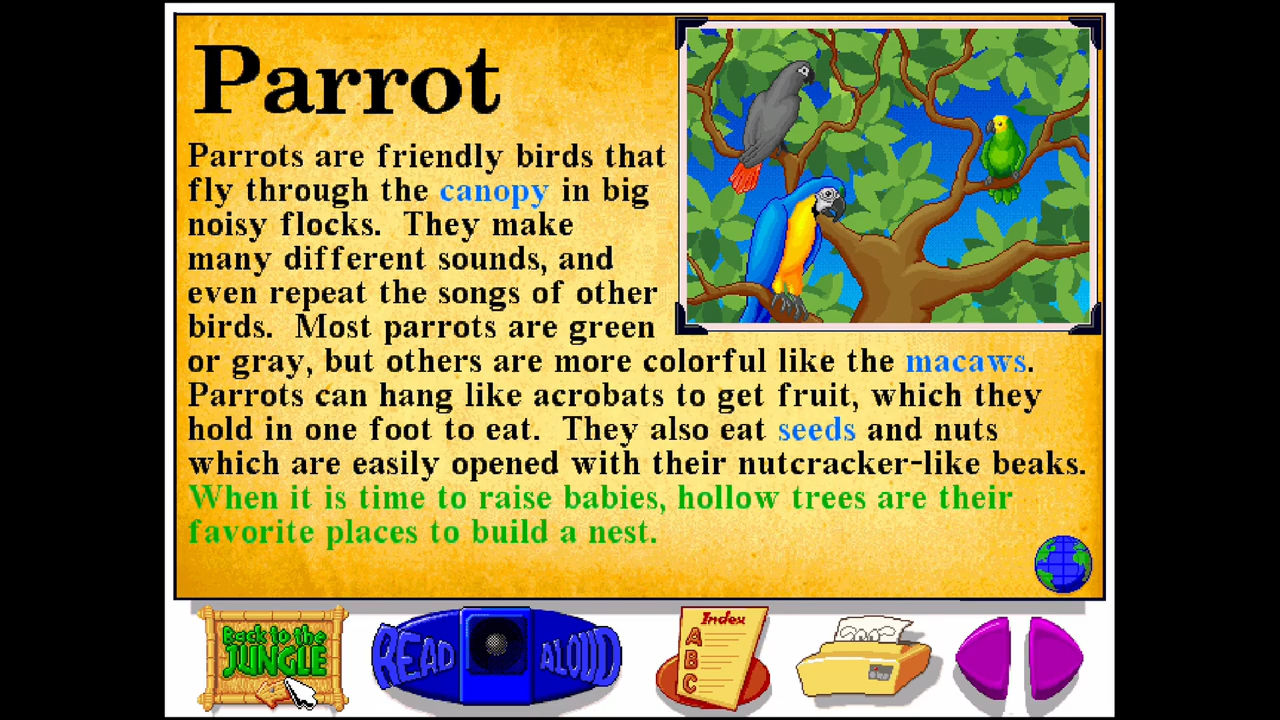 Parrot
Parrots are friendly birds that
fly through the canopy in big
noisy flocks.  They make
many different sounds, and
even repeat the songs of other
birds.  Most parrots are green
or gray, but others are more colorful like the macaws.
Parrots can hang like acrobats to get fruit, which they
hold in one foot to eat.  They also eat seeds and nuts
which are easily opened with their nutcracker-like beaks.
When it is time to raise babies, hollow trees are their
favorite places to build a nest.
Back to the
JUNGLE
READ ALOUD
Index
A
B
C